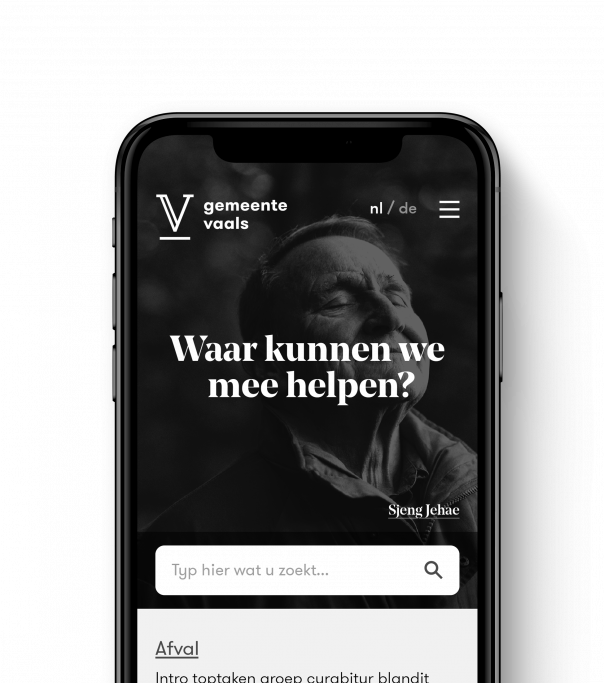 gemeente
vaals
nl / de
Waar kunnen we
mee helpen?
Sjeng Jehae
Typ hier wat u zoekt...
Afval
Intro toptaken groep curabitur blandit